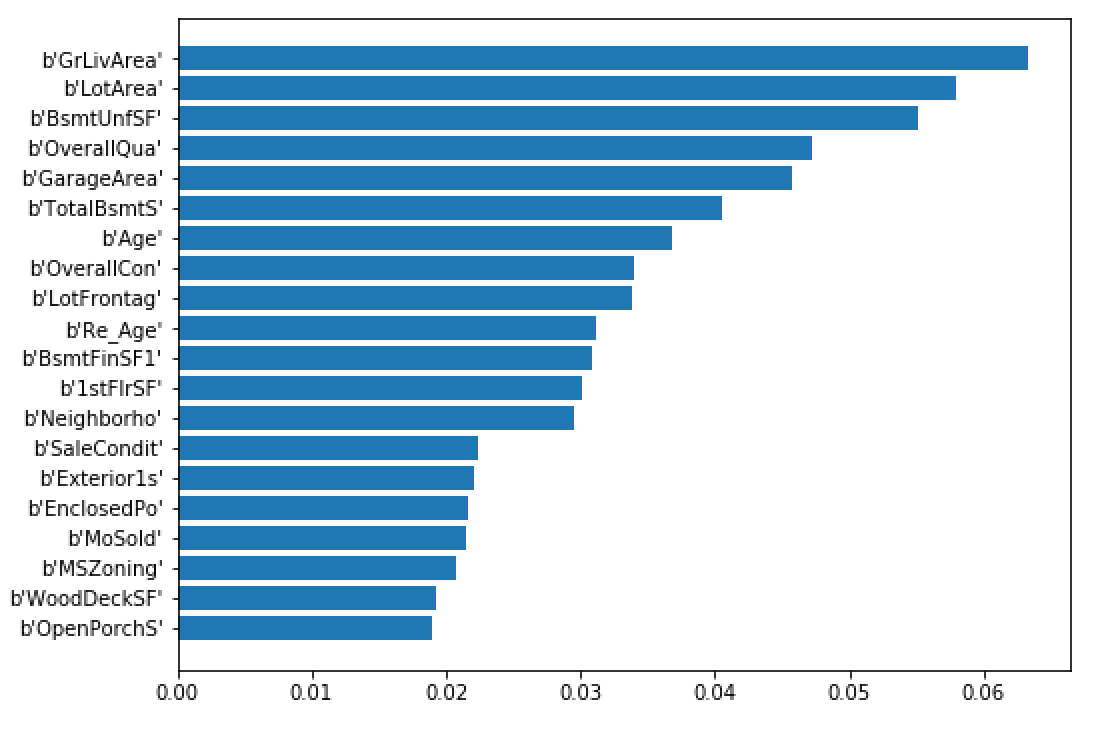 b'GrLivArea'
b'LotArea'
b'BsmtUnfSF'
b'OverallQua'
b'GarageArea'
b'TotalBsmtS'
b'Age'
b'OverallCon'
b'LotFrontag'
b'Re_Age'
b'BsmtFinSF1'
b'1stFlrSF'
b'Neighborho'
b'SaleCondit'
b'Exterior1s'
b'EnclosedPo'
b'MoSold'
b'MSZoning'
b'WoodDeckSF'
b'OpenPorchS'
0.00 0.01 0.02 0.03 0.04 0.05 0.06